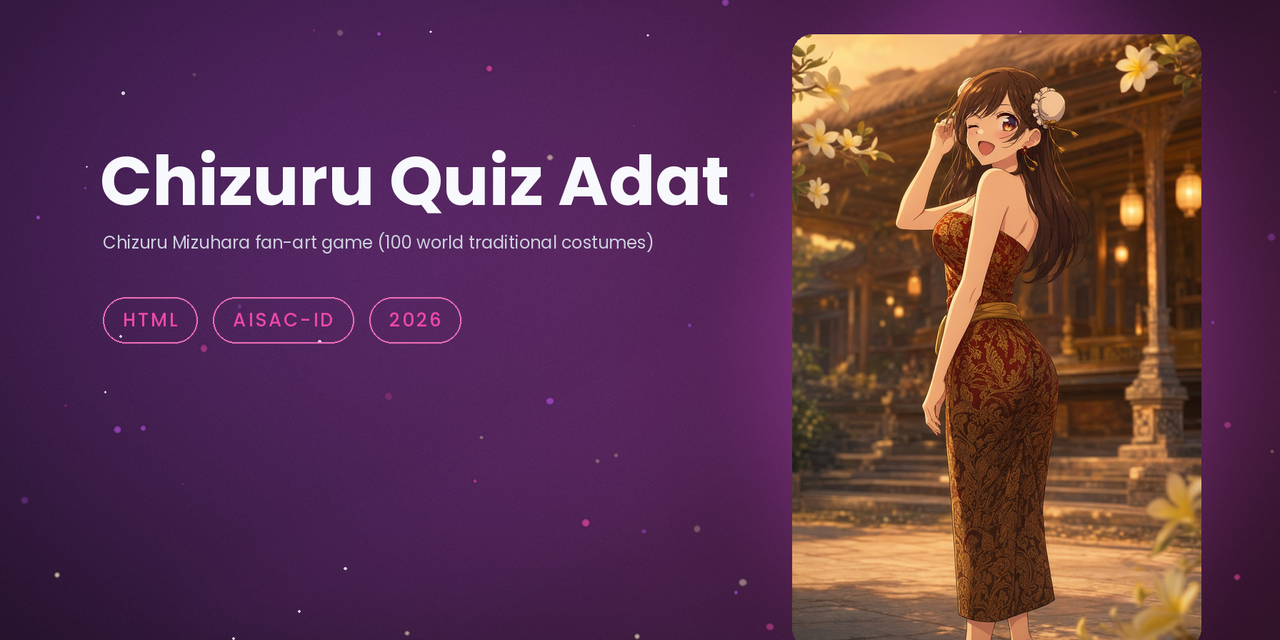 Chizuru Quiz Adat
Chizuru Mizuhara fan-art game (100 world traditional costumes)
HTML
AISAC-ID
2026